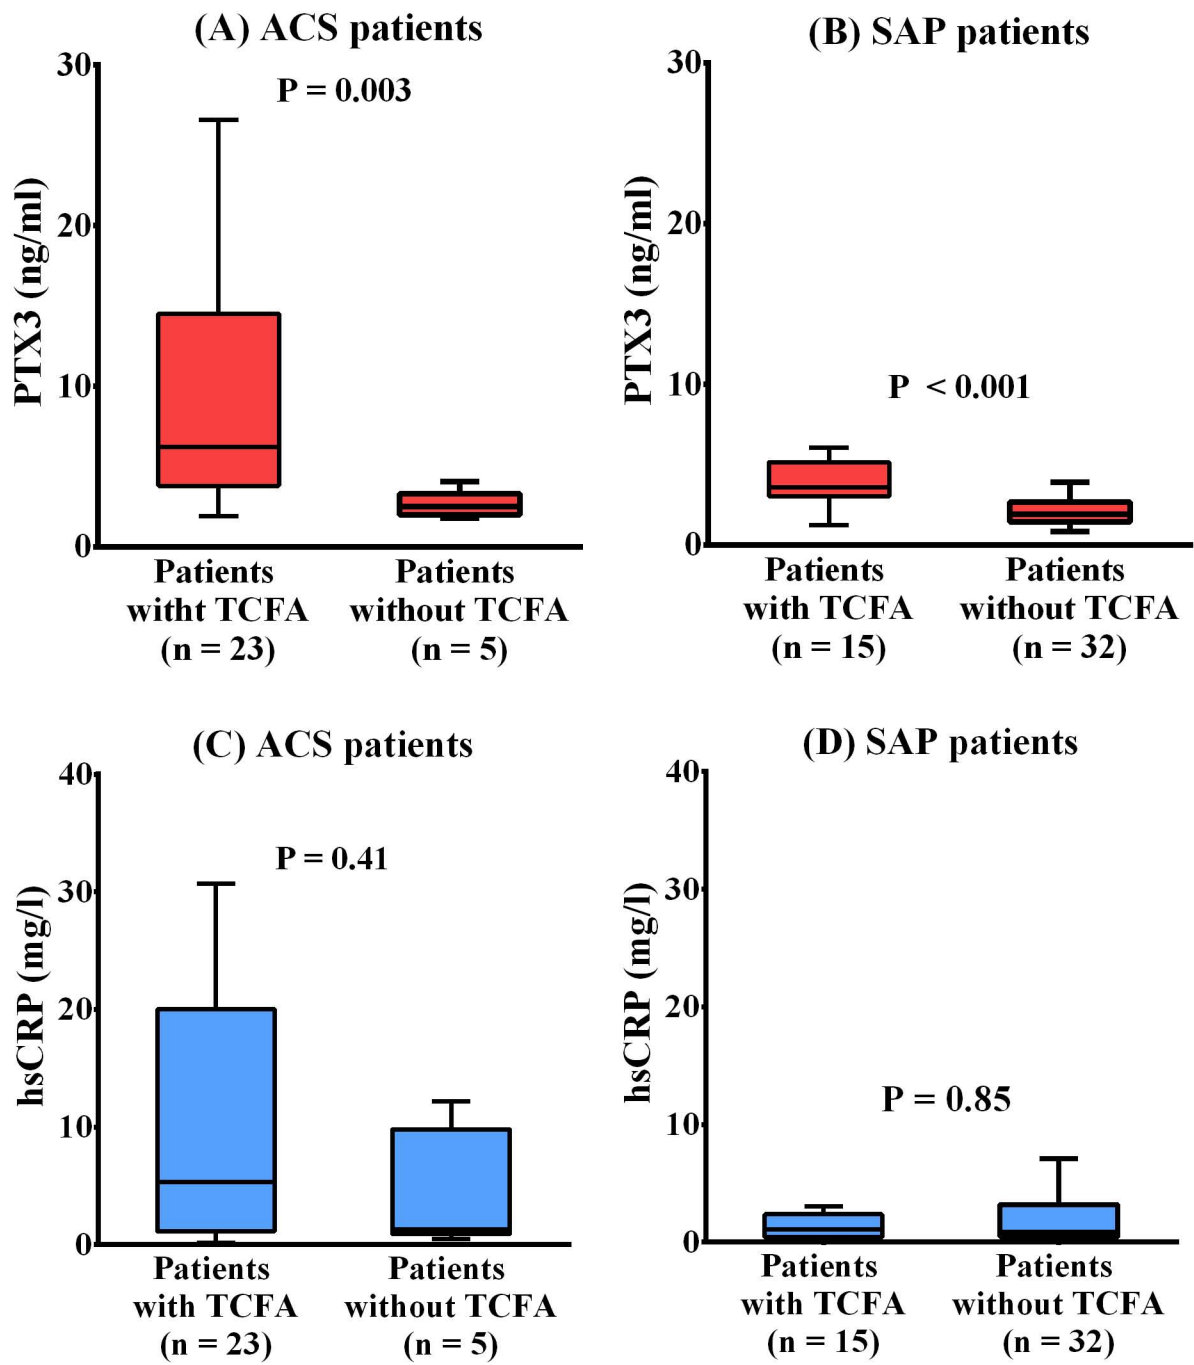 (A) ACS patients
P = 0.003
PTX3 (ng/ml)
30
20
10
0
Patients
witht TCFA
(n = 23)
Patients
without TCFA
(n = 5)
(B) SAP patients
P < 0.001
PTX3 (ng/ml)
30
20
10
0
Patients
with TCFA
(n = 15)
Patients
without TCFA
(n = 32)
(C) ACS patients
P = 0.41
hsCRP (mg/l)
40
30
20
10
0
Patients
with TCFA
(n = 23)
Patients
without TCFA
(n = 5)
(D) SAP patients
P = 0.85
hsCRP (mg/l)
40
30
20
10
0
Patients
with TCFA
(n = 15)
Patients
without TCFA
(n = 32)